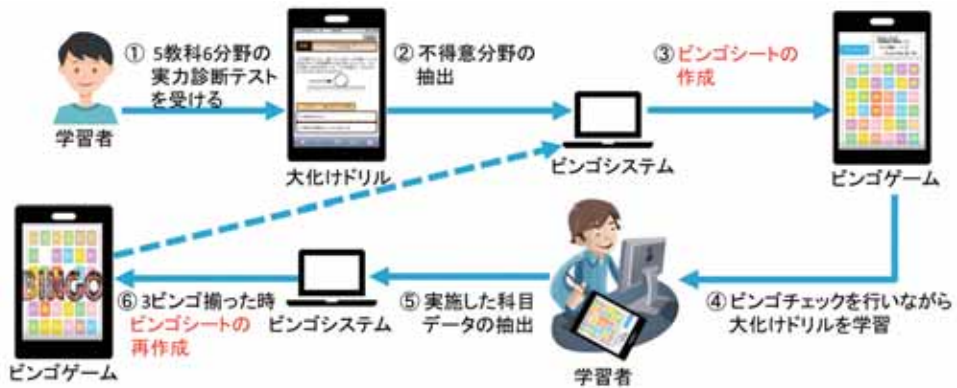 ① 5教科6分野の
実力診断テスト
を受ける
② 不得意分野の
抽出
③ ビンゴシートの
作成
学習者
大化けドリル
ビンゴシステム
ビンゴゲーム
BINGO
⑥ 3ビンゴ揃った時
ビンゴシートの
再作成
ビンゴシステム
⑤ 実施した科目
データの抽出
④ ビンゴチェックを行いながら
大化けドリルを学習
ビンゴゲーム
学習者